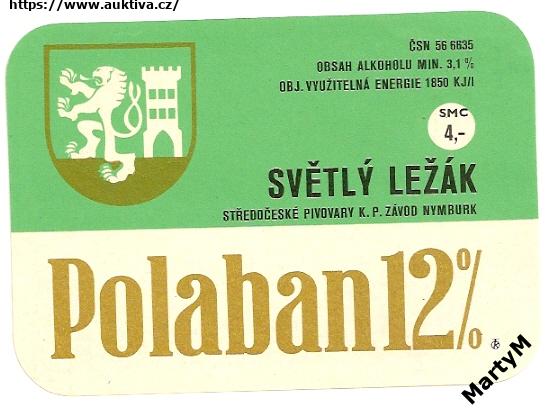 https://www.auktiva.cz/
ČSN 56 6635
OBSAH ALKOHOLU MIN. 3,1 %
OBJ. VYUŽITELNÁ ENERGIE 1850 KJ/l
SMC
4,-
SVĚTLÝ LEŽÁK
STŘEDOČESKÉ PIVOVARY K. P. ZÁVOD NYMBURK
Polaban 12%
MartyM